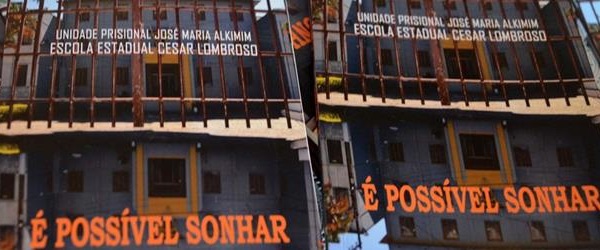 UNIDADE PRISIONAL JOSÉ MARIA ALKIMIM
ESCOLA ESTADUAL CESAR LOMBROSO
É POSSÍVEL SONHAR
UNIDADE PRISIONAL JOSÉ MARIA ALKIMIM
ESCOLA ESTADUAL CESAR LOMBROSO
É POSSÍVEL SONHAR